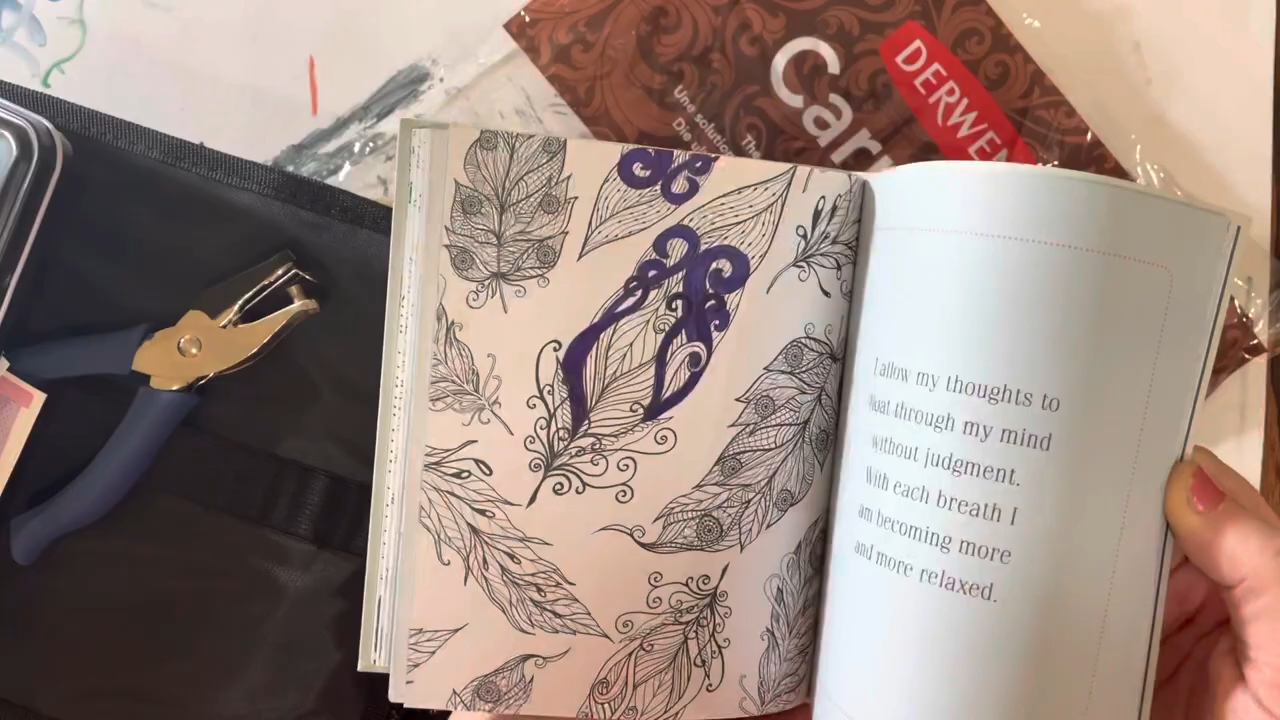 DERWEN
Car
Une solution
The
Die
I allow my thoughts to
float through my mind
without judgment.
With each breath I
am becoming more
and more relaxed.